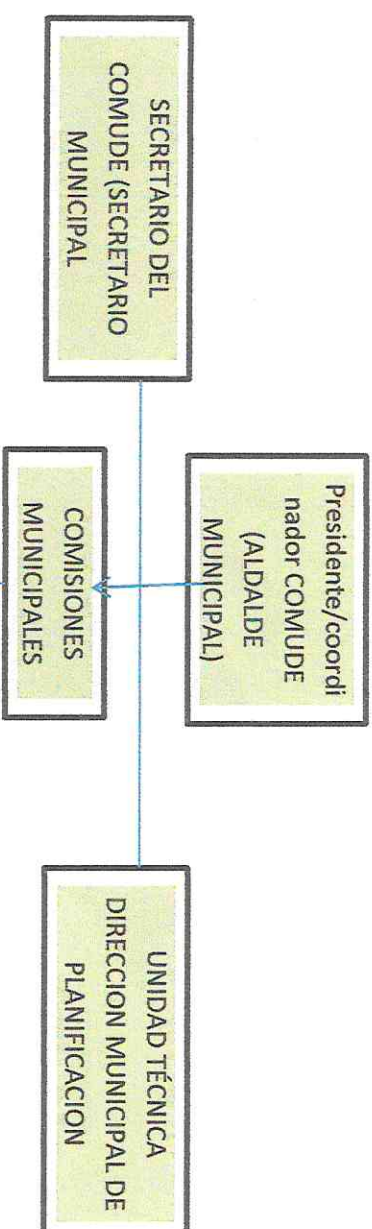 Presidente/coordi
nador COMUDE
(ALDALDE
MUNICIPAL)
SECRETARIO DEL
COMUDE (SECRETARIO
MUNICIPAL
UNIDAD TÉCNICA
DIRECCION MUNICIPAL DE
PLANIFICACION
COMISIONES
MUNICIPALES